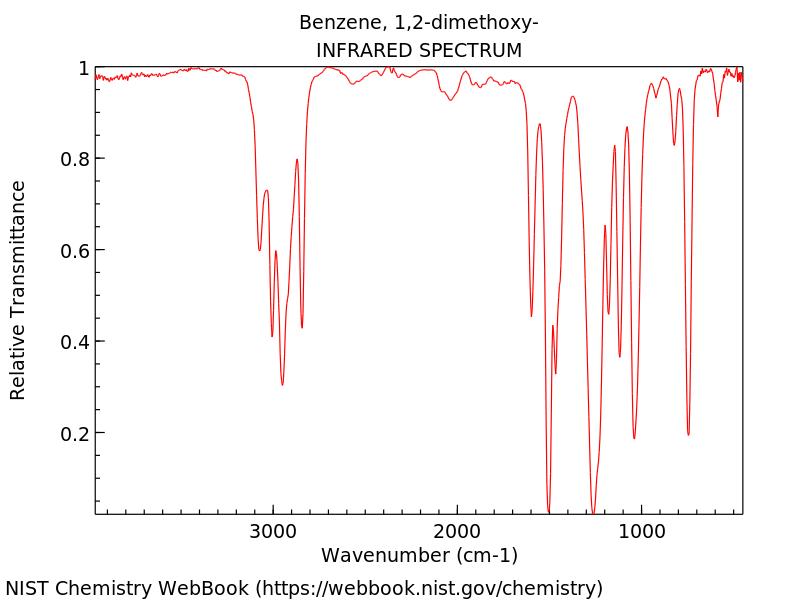 Benzene, 1,2-dimethoxy-
INFRARED SPECTRUM
1
0.8
0.6
0.4
0.2
Relative Transmittance
3000 2000 1000
Wavenumber (cm-1)
NIST Chemistry WebBook (https://webbook.nist.gov/chemistry)